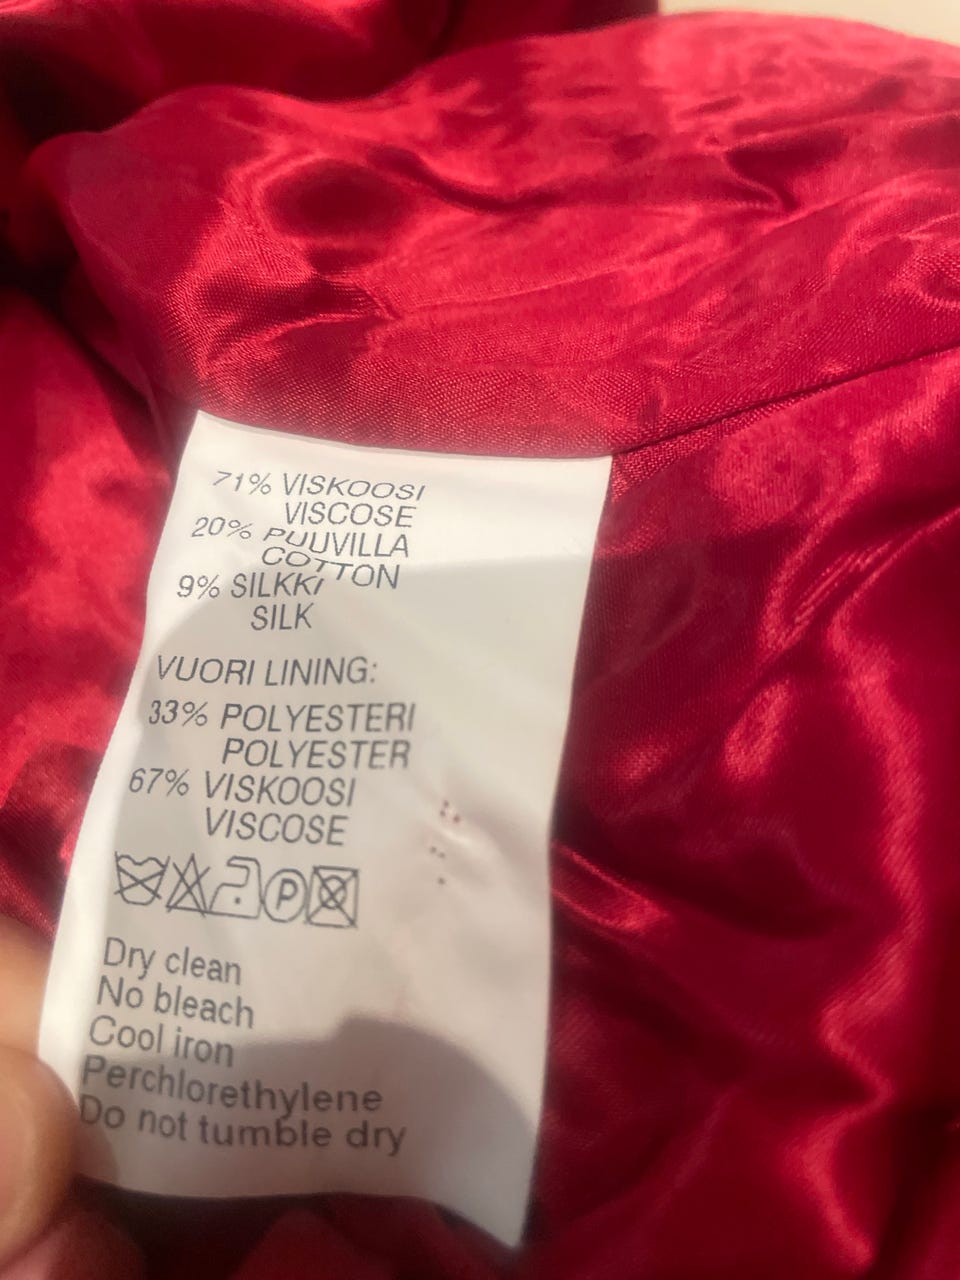 71% VISKOOSI
VISCOSE
20% PUUVILLA
COTTON
9% SILKKI
SILK
VUORI LINING:
33% POLYESTERI
POLYESTER
67% VISKOOSI
VISCOSE
P
Dry clean
No bleach
Cool iron
Perchlorethylene
Do not tumble dry